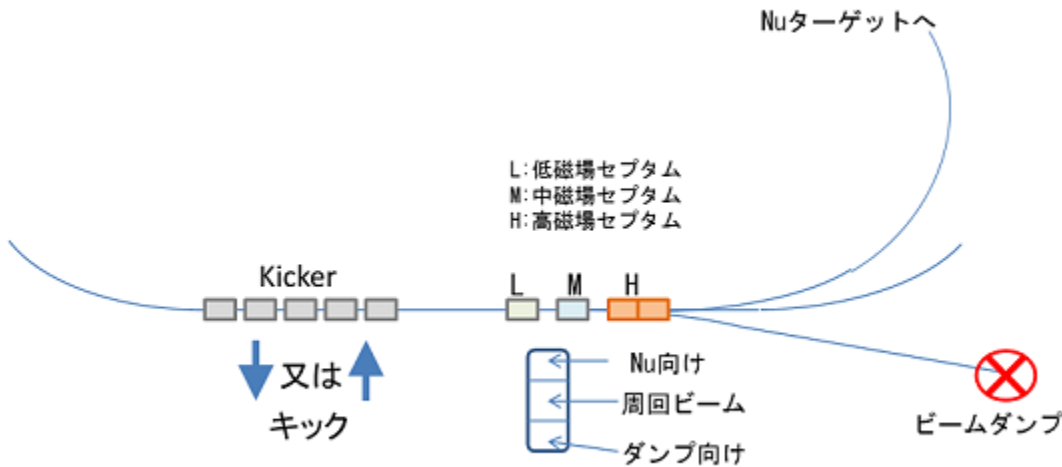 Nuターゲットへ
L:低磁場セプタム
M:中磁場セプタム
H:高磁場セプタム
Kicker
L
M
H
又は
キック
Nu向け
周回ビーム
ダンプ向け
ビームダンプ